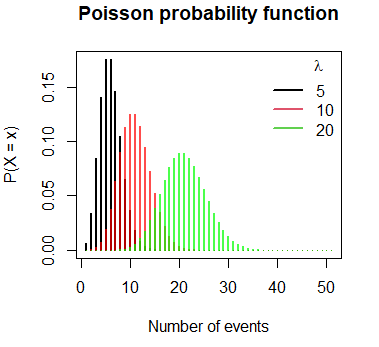 Poisson probability function
P(X = x)
0.15
0.10
0.05
0.00
λ
5
10
20
0 10 20 30 40 50
Number of events